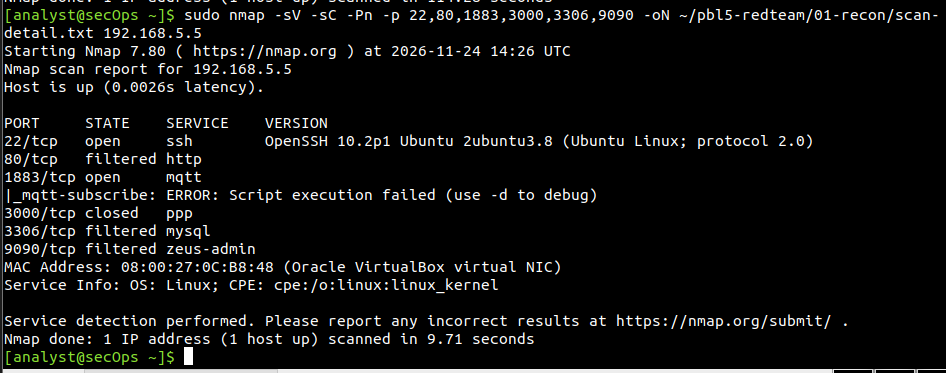 [analyst@secOps ~]$ sudo nmap -sV -sC -Pn -p 22,80,1883,3000,3306,9090 -oN ~/pbl5-redteam/01-recon/scan-
detail.txt 192.168.5.5
Starting Nmap 7.80 ( https://nmap.org ) at 2026-11-24 14:26 UTC
Nmap scan report for 192.168.5.5
Host is up (0.0026s latency).

PORT     STATE    SERVICE    VERSION
22/tcp   open     ssh        OpenSSH 10.2p1 Ubuntu 2ubuntu3.8 (Ubuntu Linux; protocol 2.0)
80/tcp   filtered http
1883/tcp open     mqtt
|_mqtt-subscribe: ERROR: Script execution failed (use -d to debug)
3000/tcp closed   ppp
3306/tcp filtered mysql
9090/tcp filtered zeus-admin
MAC Address: 08:00:27:0C:B8:48 (Oracle VirtualBox virtual NIC)
Service Info: OS: Linux; CPE: cpe:/o:linux:linux_kernel

Service detection performed. Please report any incorrect results at https://nmap.org/submit/ .
Nmap done: 1 IP address (1 host up) scanned in 9.71 seconds
[analyst@secOps ~]$